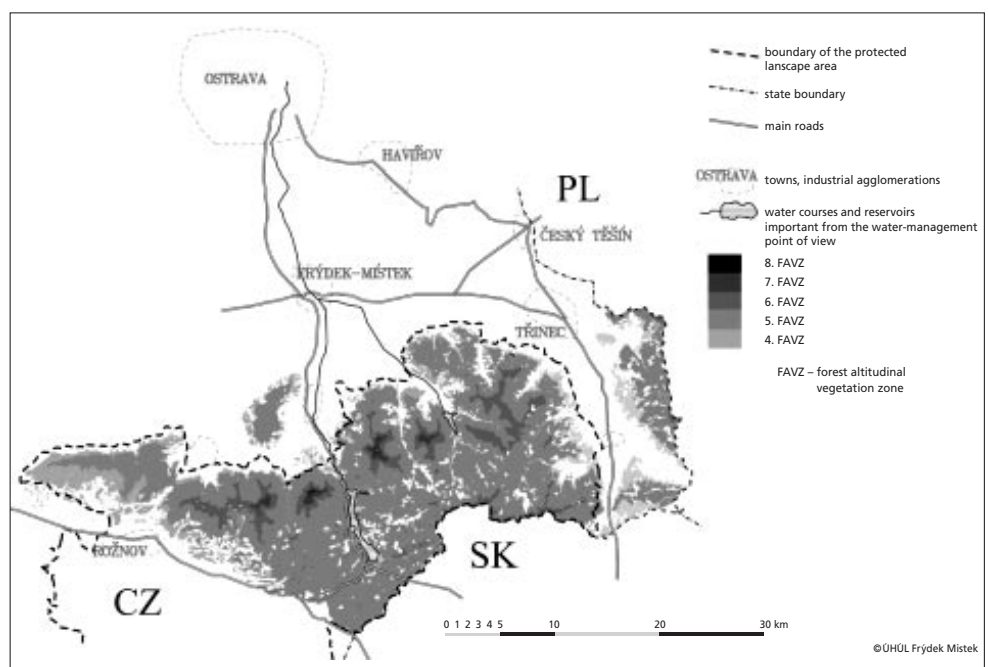 OSTRAVA
HAVÍŘOV
PL
ČESKÝ TĚŠÍN
FRÝDEK-MÍSTEK
TŘINEC
ROŽNOV
CZ
SK
boundary of the protected
lanscape area
state boundary
main roads
OSTRAVA towns, industrial agglomerations
water courses and reservoirs
important from the water-management
point of view
8. FAVZ
7. FAVZ
6. FAVZ
5. FAVZ
4. FAVZ
FAVZ – forest altitudinal
vegetation zone
0 1 2 3 4 5 10 20 30 km
©ÚHÚL Frýdek Mistek